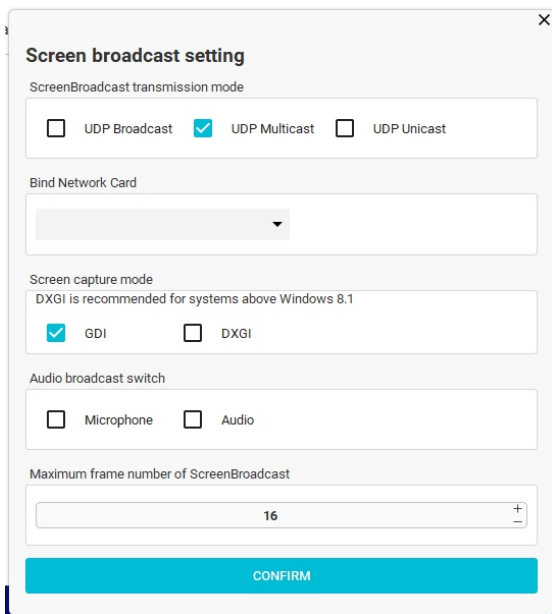 Screen broadcast setting
ScreenBroadcast transmission mode
UDP Broadcast UDP Multicast UDP Unicast
Bind Network Card
Screen capture mode
DXGI is recommended for systems above Windows 8.1
GDI DXGI
Audio broadcast switch
Microphone Audio
Maximum frame number of ScreenBroadcast
16
CONFIRM